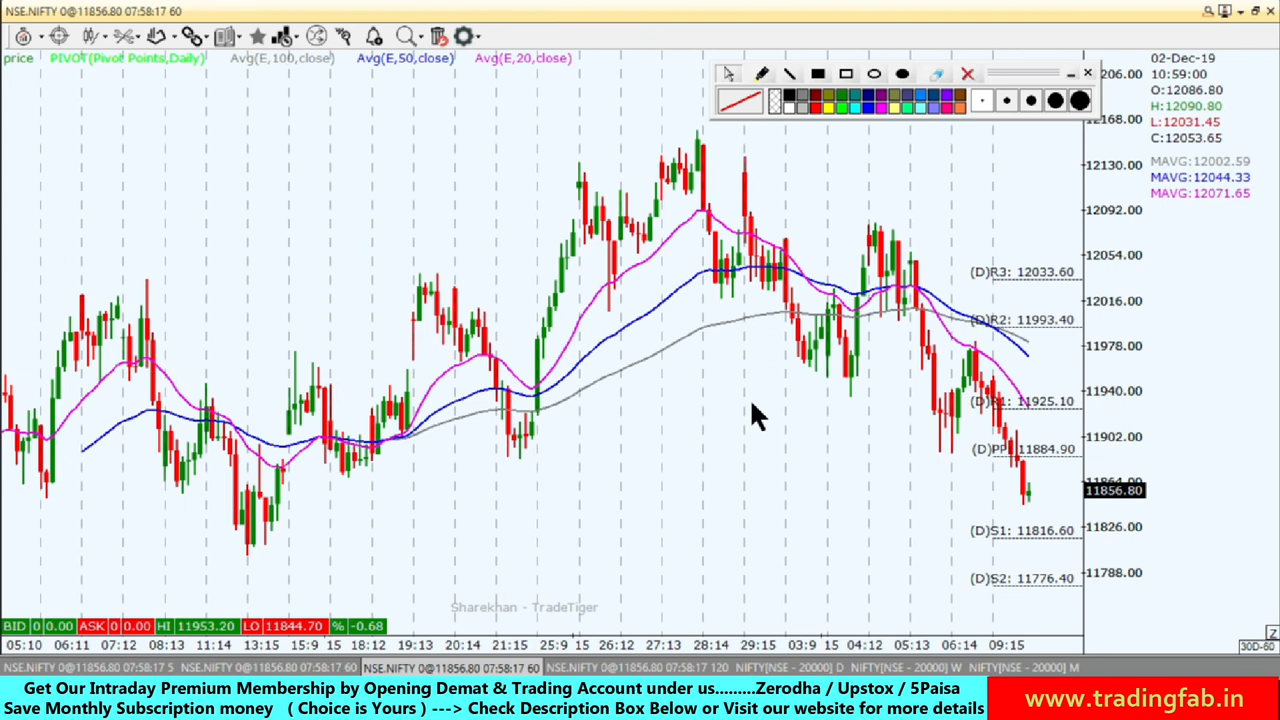 NSE.NIFTY 0@11856.80 07:58:17 60
price PIVOT(Pivot Points,Daily) Avg(E,100,close) Avg(E,50,close) Avg(E,20,close)
02-Dec-19
10:59:00
O:12086.80
H:12090.80
L:12031.45
C:12053.65
MAVG:12002.59
MAVG:12044.33
MAVG:12071.65
12206.00
12168.00
12130.00
12092.00
12054.00
(D)R3: 12033.60
12016.00
(D)R2: 11993.40
11978.00
11940.00
(D)R1: 11925.10
11902.00
(D)PP: 11884.90
11864.00
11856.80
(D)S1: 11816.60
11826.00
(D)S2: 11776.40
11788.00
Sharekhan - TradeTiger
BID 0 0.00 ASK 0 0.00 HI 11953.20 LO 11844.70 % -0.68
05:10 06:11 07:12 08:13 10:10 11:14 13:15 15:9 15 17:11 18:12 19:13 20:14 21:15 25:9 15 26:12 27:13 28:14 29:15 03:9 15 04:12 05:13 06:14 09:15
Z
30D-60
NSE.NIFTY 0@11856.80 07:58:17 5 NSE.NIFTY 0@11856.80 07:58:17 60 NSE.NIFTY 0@11856.80 07:58:17 60 NSE.NIFTY 0@11856.80 07:58:17 120 NIFTY[NSE - 20000] D NIFTY[NSE - 20000] W NIFTY[NSE - 20000] M
Get Our Intraday Premium Membership by Opening Demat & Trading Account under us.........Zerodha / Upstox / 5Paisa
Save Monthly Subscription money ( Choice is Yours ) ---> Check Description Box Below or Visit our website for more details
www.tradingfab.in